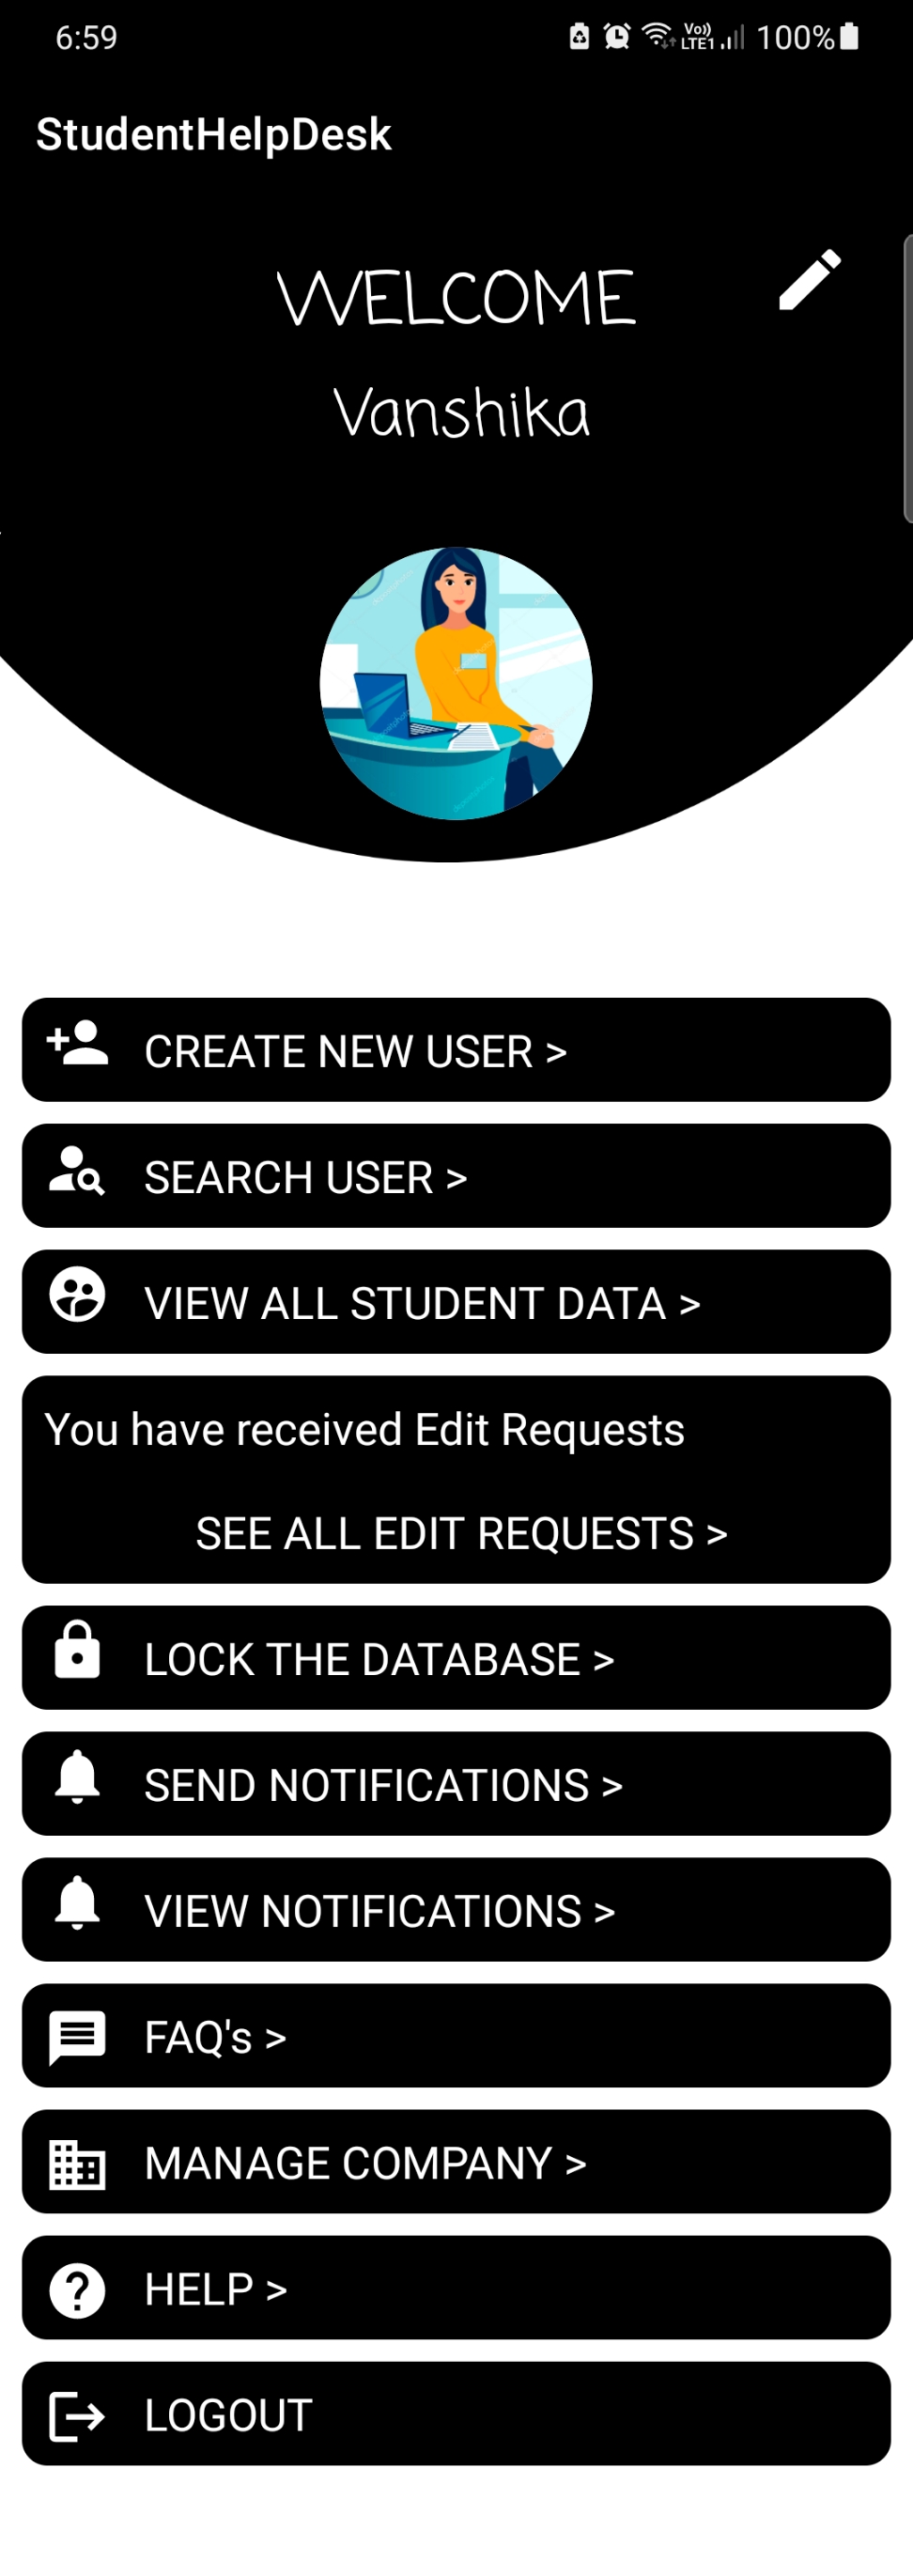 6:59
Vo)) LTE1 100%
StudentHelpDesk
WELCOME
Vanshika
CREATE NEW USER >
SEARCH USER >
VIEW ALL STUDENT DATA >
You have received Edit Requests
SEE ALL EDIT REQUESTS >
LOCK THE DATABASE >
SEND NOTIFICATIONS >
VIEW NOTIFICATIONS >
FAQ's >
MANAGE COMPANY >
HELP >
LOGOUT